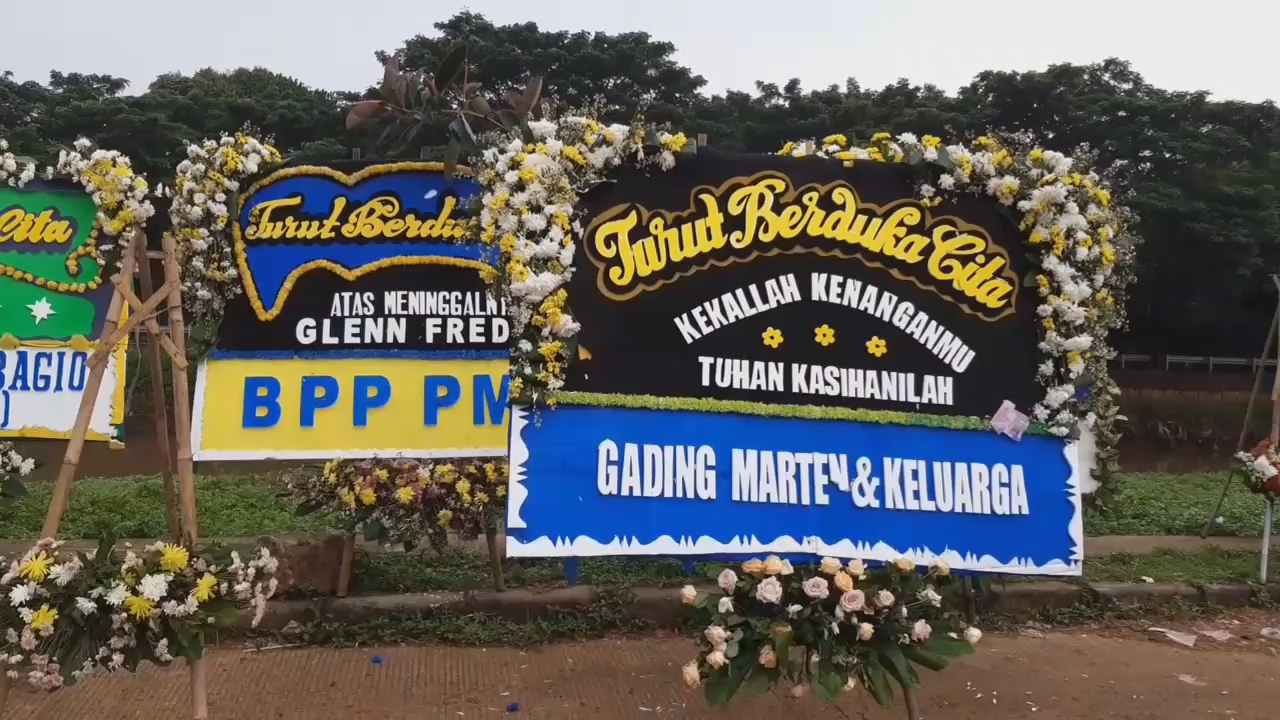 Cita
BAGIO
)
Turut Berdu
ATAS MENINGGALN
GLENN FRED
BPP PM
Turut Berduka Cita
KEKALLAH KENANGANMU
TUHAN KASIHANILAH
GADING MARTEN & KELUARGA